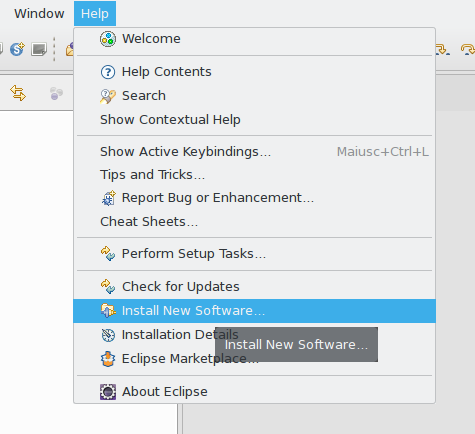 Window Help
Welcome
Help Contents
Search
Show Contextual Help
Show Active Keybindings... Maiusc+Ctrl+L
Tips and Tricks...
Report Bug or Enhancement...
Cheat Sheets...
Perform Setup Tasks...
Check for Updates
Install New Software...
Installation Details
Install New Software...
Eclipse Marketplace...
About Eclipse